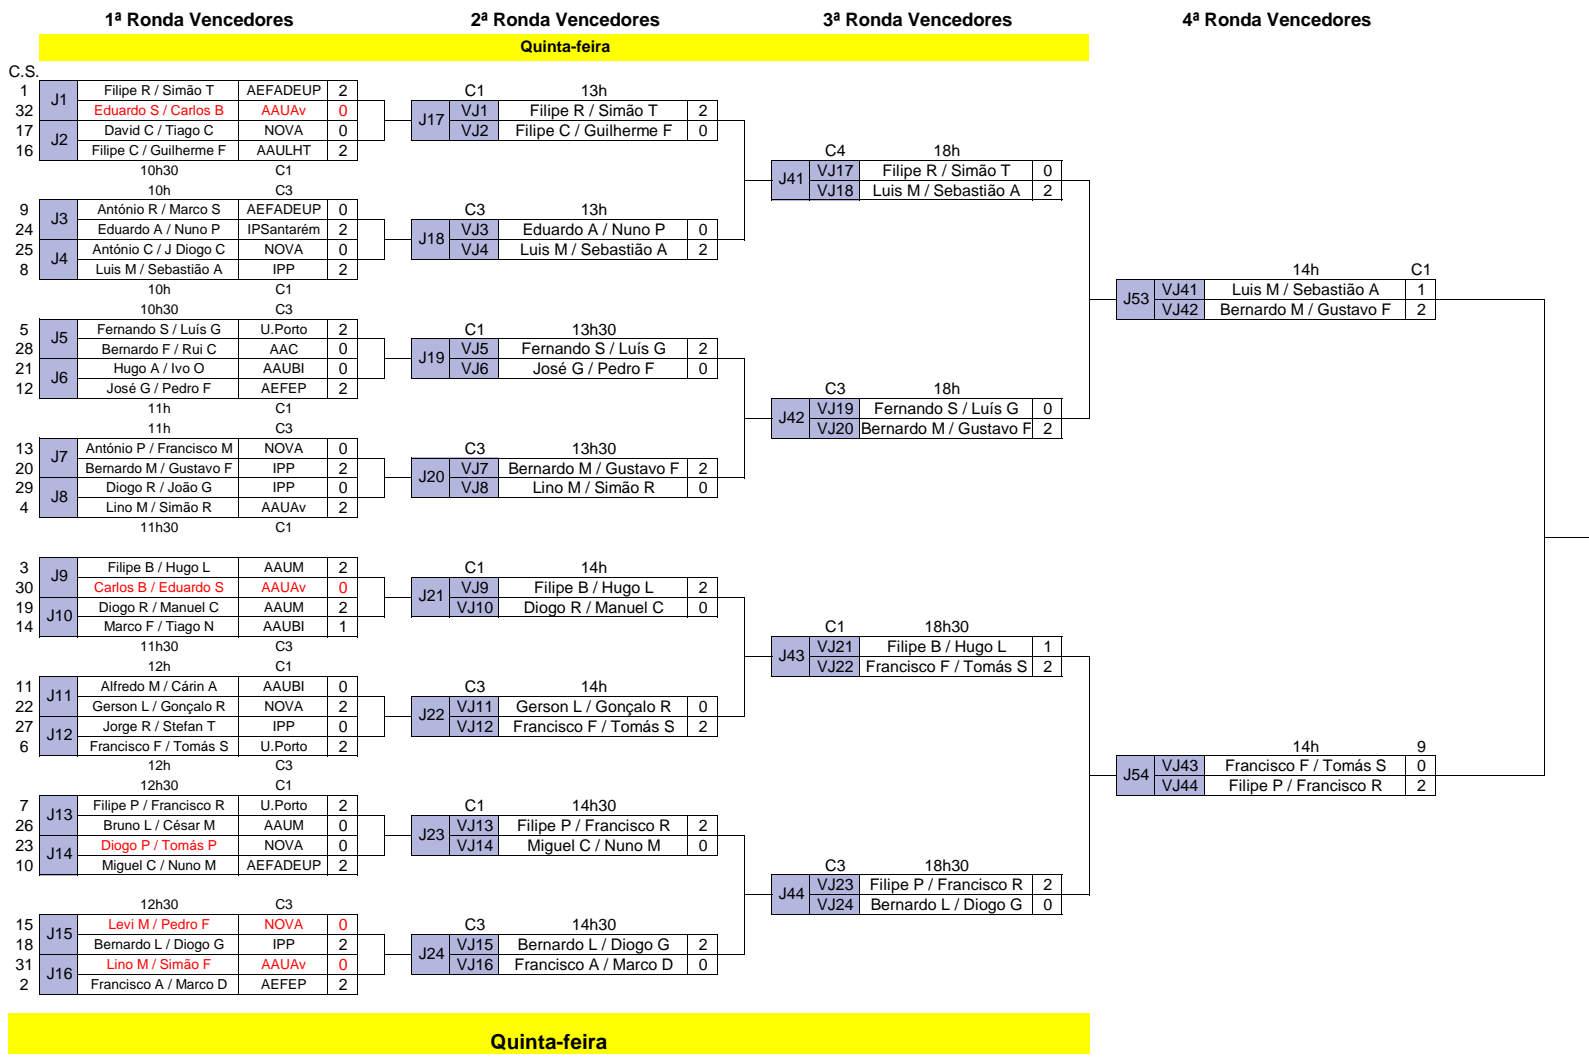 1ª Ronda Vencedores 2ª Ronda Vencedores 3ª Ronda Vencedores 4ª Ronda Vencedores
Quinta-feira
C.S.
1 J1 Filipe R / Simão T AEFADEUP 2 C1 13h
32 Eduardo S / Carlos B AAUAv 0 J17 VJ1 Filipe R / Simão T 2
17 J2 David C / Tiago C NOVA 0 VJ2 Filipe C / Guilherme F 0
16 Filipe C / Guilherme F AAULHT 2 C4 18h
10h30 C1 J41 VJ17 Filipe R / Simão T 0
10h C3 VJ18 Luis M / Sebastião A 2
9 J3 António R / Marco S AEFADEUP 0 C3 13h
24 Eduardo A / Nuno P IPSantarém 2 J18 VJ3 Eduardo A / Nuno P 0
25 J4 António C / J Diogo C NOVA 0 VJ4 Luis M / Sebastião A 2
8 Luis M / Sebastião A IPP 2 14h C1
10h C1 J53 VJ41 Luis M / Sebastião A 1
10h30 C3 VJ42 Bernardo M / Gustavo F 2
5 J5 Fernando S / Luís G U.Porto 2 C1 13h30
28 Bernardo F / Rui C AAC 0 J19 VJ5 Fernando S / Luís G 2
21 J6 Hugo A / Ivo O AAUBI 0 VJ6 José G / Pedro F 0
12 José G / Pedro F AEFEP 2 C3 18h
11h C1 J42 VJ19 Fernando S / Luís G 0
11h C3 VJ20 Bernardo M / Gustavo F 2
13 J7 António P / Francisco M NOVA 0 C3 13h30
20 Bernardo M / Gustavo F IPP 2 J20 VJ7 Bernardo M / Gustavo F 2
29 J8 Diogo R / João G IPP 0 VJ8 Lino M / Simão R 0
4 Lino M / Simão R AAUAv 2
11h30 C1
3 J9 Filipe B / Hugo L AAUM 2 C1 14h
30 Carlos B / Eduardo S AAUAv 0 J21 VJ9 Filipe B / Hugo L 2
19 J10 Diogo R / Manuel C AAUM 2 VJ10 Diogo R / Manuel C 0
14 Marco F / Tiago N AAUBI 1 C1 18h30
11h30 C3 J43 VJ21 Filipe B / Hugo L 1
12h C1 VJ22 Francisco F / Tomás S 2
11 J11 Alfredo M / Cárin A AAUBI 0 C3 14h
22 Gerson L / Gonçalo R NOVA 2 J22 VJ11 Gerson L / Gonçalo R 0
27 J12 Jorge R / Stefan T IPP 0 VJ12 Francisco F / Tomás S 2
6 Francisco F / Tomás S U.Porto 2 14h 9
12h C3 J54 VJ43 Francisco F / Tomás S 0
12h30 C1 VJ44 Filipe P / Francisco R 2
7 J13 Filipe P / Francisco R U.Porto 2 C1 14h30
26 Bruno L / César M AAUM 0 J23 VJ13 Filipe P / Francisco R 2
23 J14 Diogo P / Tomás P NOVA 0 VJ14 Miguel C / Nuno M 0
10 Miguel C / Nuno M AEFADEUP 2 C3 18h30
J44 VJ23 Filipe P / Francisco R 2
12h30 C3 VJ24 Bernardo L / Diogo G 0
15 J15 Levi M / Pedro F NOVA 0 C3 14h30
18 Bernardo L / Diogo G IPP 2 J24 VJ15 Bernardo L / Diogo G 2
31 J16 Lino M / Simão F AAUAv 0 VJ16 Francisco A / Marco D 0
2 Francisco A / Marco D AEFEP 2
Quinta-feira